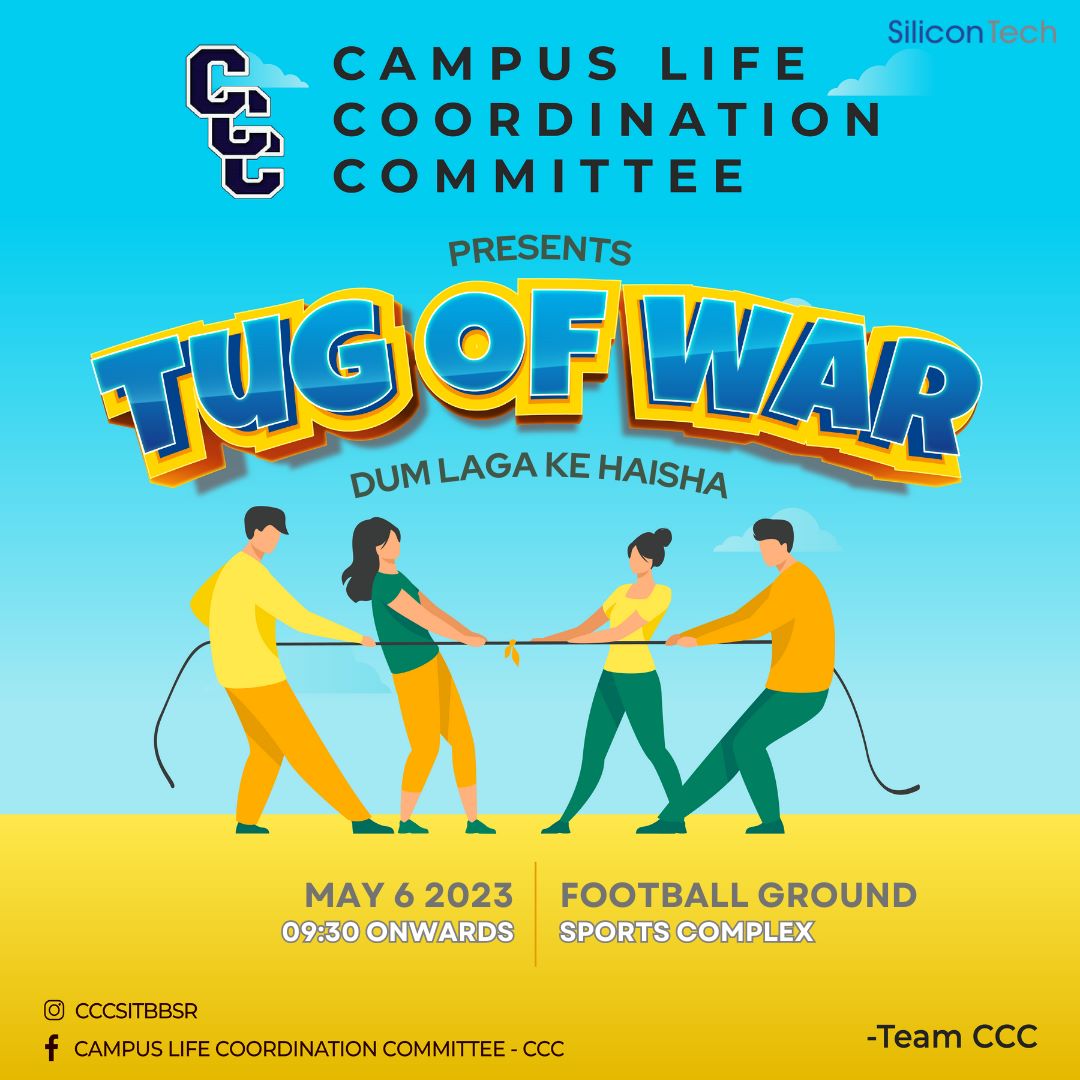 SiliconTech
CCC
CAMPUS LIFE
COORDINATION
COMMITTEE
PRESENTS
TUG OF WAR
DUM LAGA KE HAISHA
MAY 6 2023
09:30 ONWARDS
FOOTBALL GROUND
SPORTS COMPLEX
CCCSITBBSR
CAMPUS LIFE COORDINATION COMMITTEE - CCC
-Team CCC